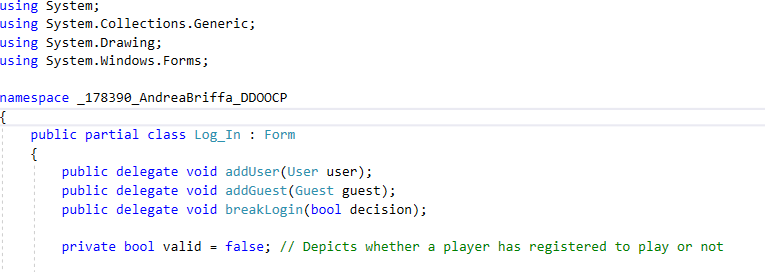 using System;
using System.Collections.Generic;
using System.Drawing;
using System.Windows.Forms;
namespace _178390_AndreaBriffa_DDOOCP
{
public partial class Log_In : Form
{
public delegate void addUser(User user);
public delegate void addGuest(Guest guest);
public delegate void breakLogin(bool decision);
private bool valid = false; // Depicts whether a player has registered to play or not